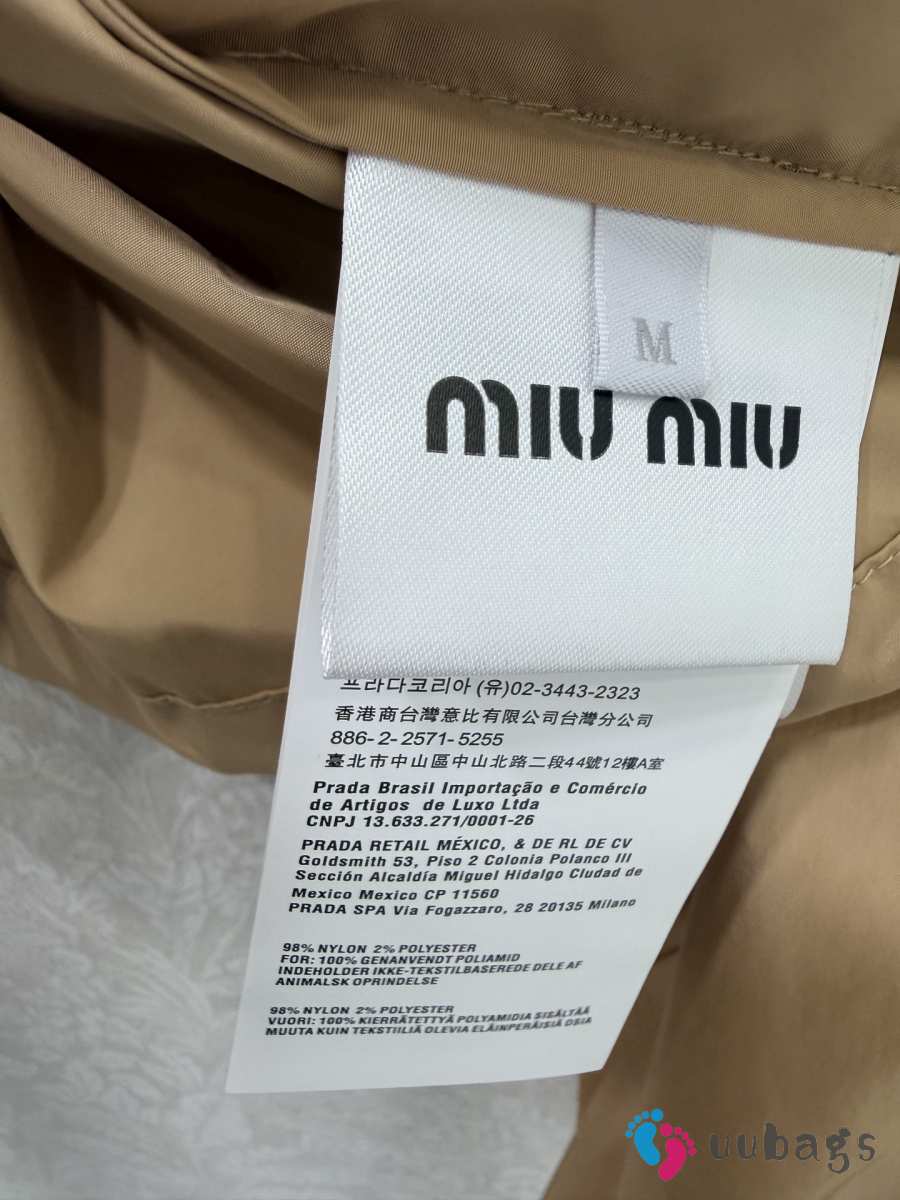 M
miu miu
프라다코리아 (유)02-3443-2323
香港商台灣意比有限公司台灣分公司
886-2-2571-5255
臺北市中山區中山北路二段44號12樓A室
Prada Brasil Importação e Comércio
de Artigos de Luxo Ltda
CNPJ 13.633.271/0001-26
PRADA RETAIL MÉXICO, & DE RL DE CV
Goldsmith 53, Piso 2 Colonia Polanco III
Sección Alcaldía Miguel Hidalgo Ciudad de
Mexico Mexico CP 11560
PRADA SPA Via Fogazzaro, 28 20135 Milano
98% NYLON 2% POLYESTER
FOR: 100% GENANVENDT POLIAMID
INDEHOLDER IKKE-TEKSTILBASEREDE DELE AF
ANIMALSK OPRINDELSE
98% NYLON 2% POLYESTER
VUORI: 100% KIERRÄTETTYÄ POLYAMIDIA SISÄLTÄÄ
MUUTA KUIN TEKSTIILIÄ OLEVIA ELÄINPERÄISIÄ OSIA
uubags